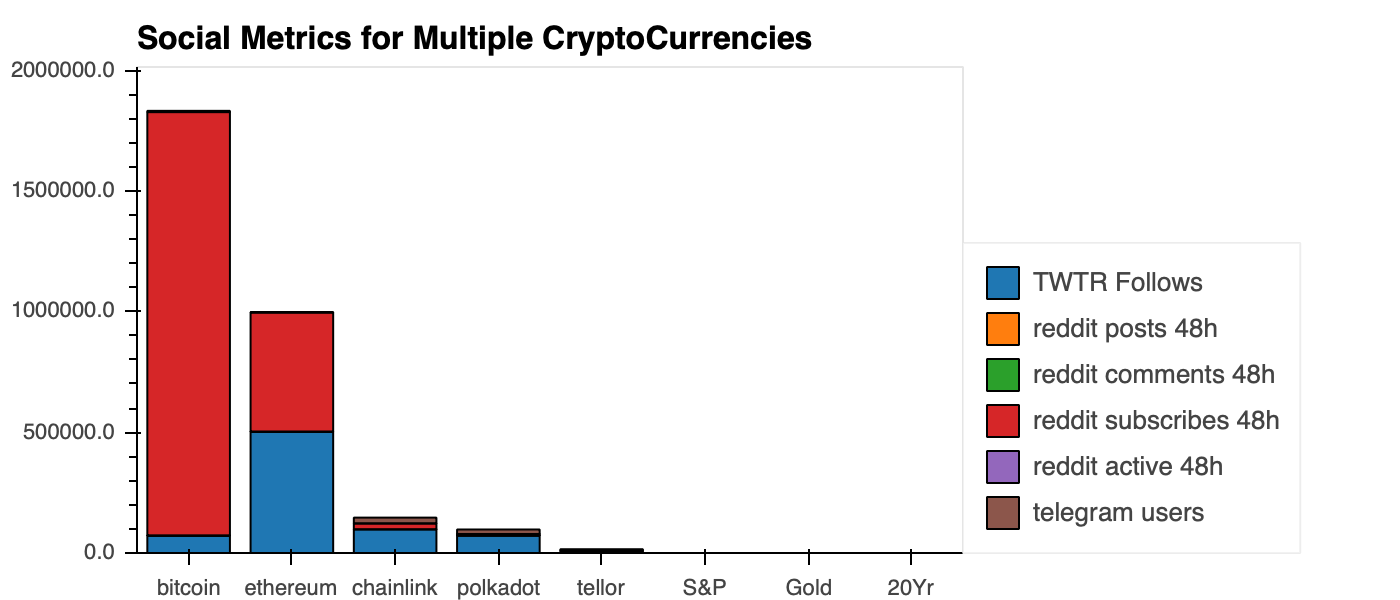 Social Metrics for Multiple CryptoCurrencies
2000000.0
1500000.0
1000000.0
500000.0
0.0
bitcoin ethereum chainlink polkadot tellor S&P Gold 20Yr
TWTR Follows
reddit posts 48h
reddit comments 48h
reddit subscribes 48h
reddit active 48h
telegram users